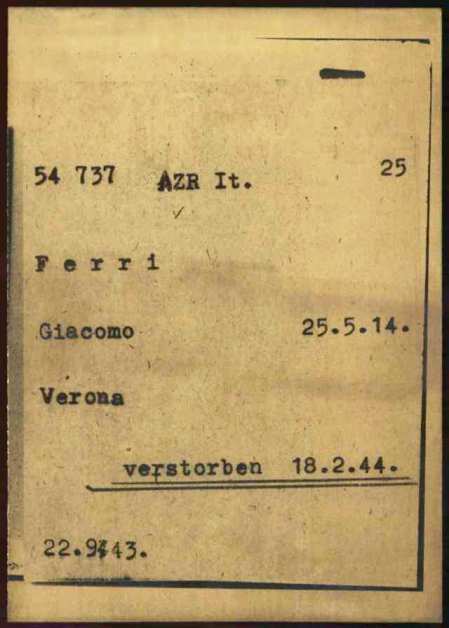 54 737 AZR It. 25
Ferri
Giacomo 25.5.14.
Verona
verstorben 18.2.44.
22.9.43.